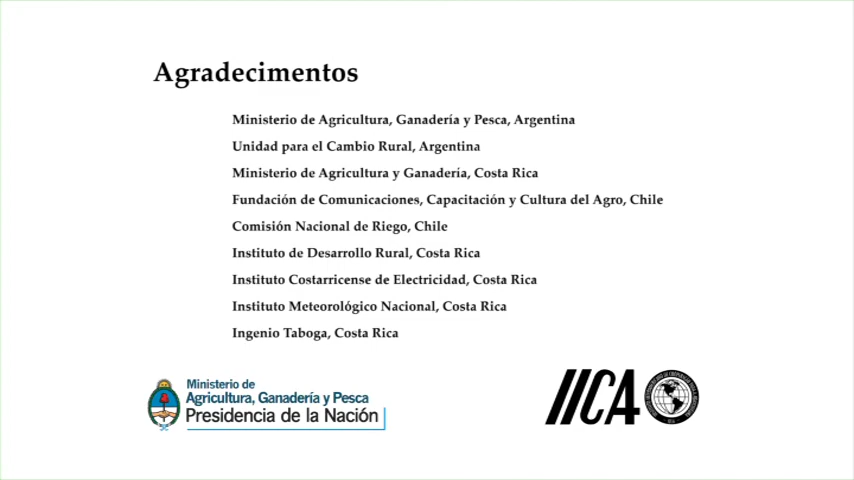 Agradecimentos
Ministerio de Agricultura, Ganadería y Pesca, Argentina
Unidad para el Cambio Rural, Argentina
Ministerio de Agricultura y Ganadería, Costa Rica
Fundación de Comunicaciones, Capacitación y Cultura del Agro, Chile
Comisión Nacional de Riego, Chile
Instituto de Desarrollo Rural, Costa Rica
Instituto Costarricense de Electricidad, Costa Rica
Instituto Meteorológico Nacional, Costa Rica
Ingenio Taboga, Costa Rica
Ministerio de
Agricultura, Ganadería y Pesca
Presidencia de la Nación
IICA